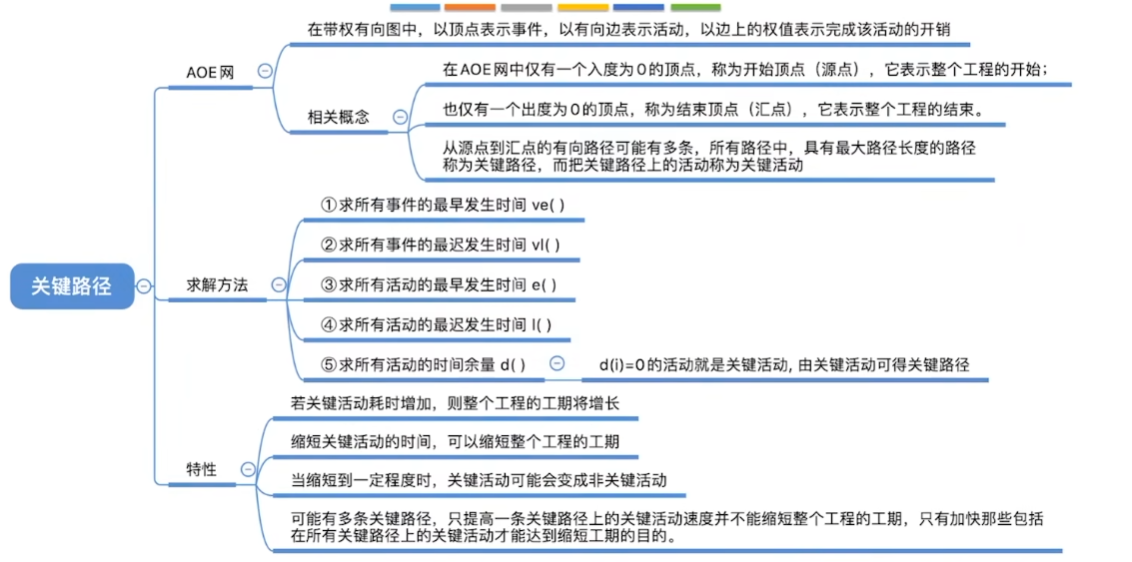 在带权有向图中，以顶点表示事件，以有向边表示活动，以边上的权值表示完成该活动的开销
AOE网
在AOE网中仅有一个入度为0的顶点，称为开始顶点（源点），它表示整个工程的开始；
相关概念
也仅有一个出度为0的顶点，称为结束顶点（汇点），它表示整个工程的结束。
从源点到汇点的有向路径可能有多条，所有路径中，具有最大路径长度的路径
称为关键路径，而把关键路径上的活动称为关键活动
关键路径
求解方法
①求所有事件的最早发生时间 ve( )
②求所有事件的最迟发生时间 vl( )
③求所有活动的最早发生时间 e( )
④求所有活动的最迟发生时间 l( )
⑤求所有活动的时间余量 d( )
d(i)=0的活动就是关键活动, 由关键活动可得关键路径
特性
若关键活动耗时增加，则整个工程的工期将增长
缩短关键活动的时间，可以缩短整个工程的工期
当缩短到一定程度时，关键活动可能会变成非关键活动
可能有多条关键路径，只提高一条关键路径上的关键活动速度并不能缩短整个工程的工期，只有加快那些包括
在所有关键路径上的关键活动才能达到缩短工期的目的。